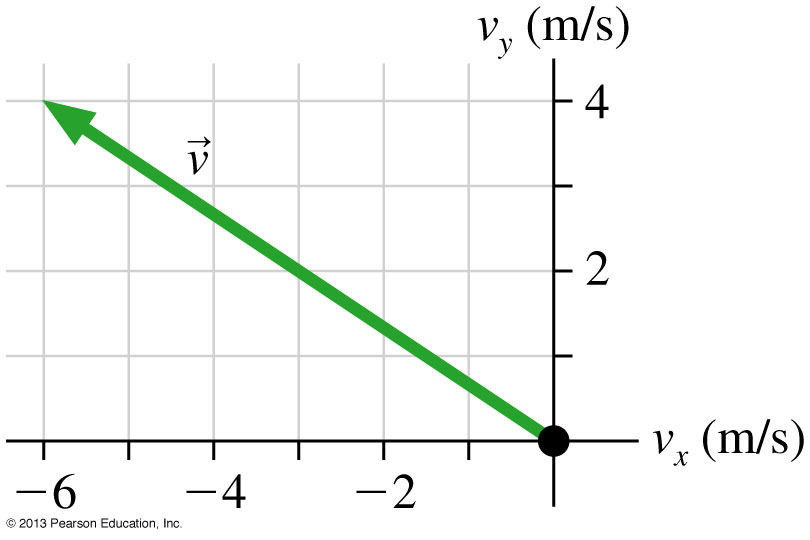 v_y (m/s)
4
v⃗
2
v_x (m/s)
−6 −4 −2
© 2013 Pearson Education, Inc.